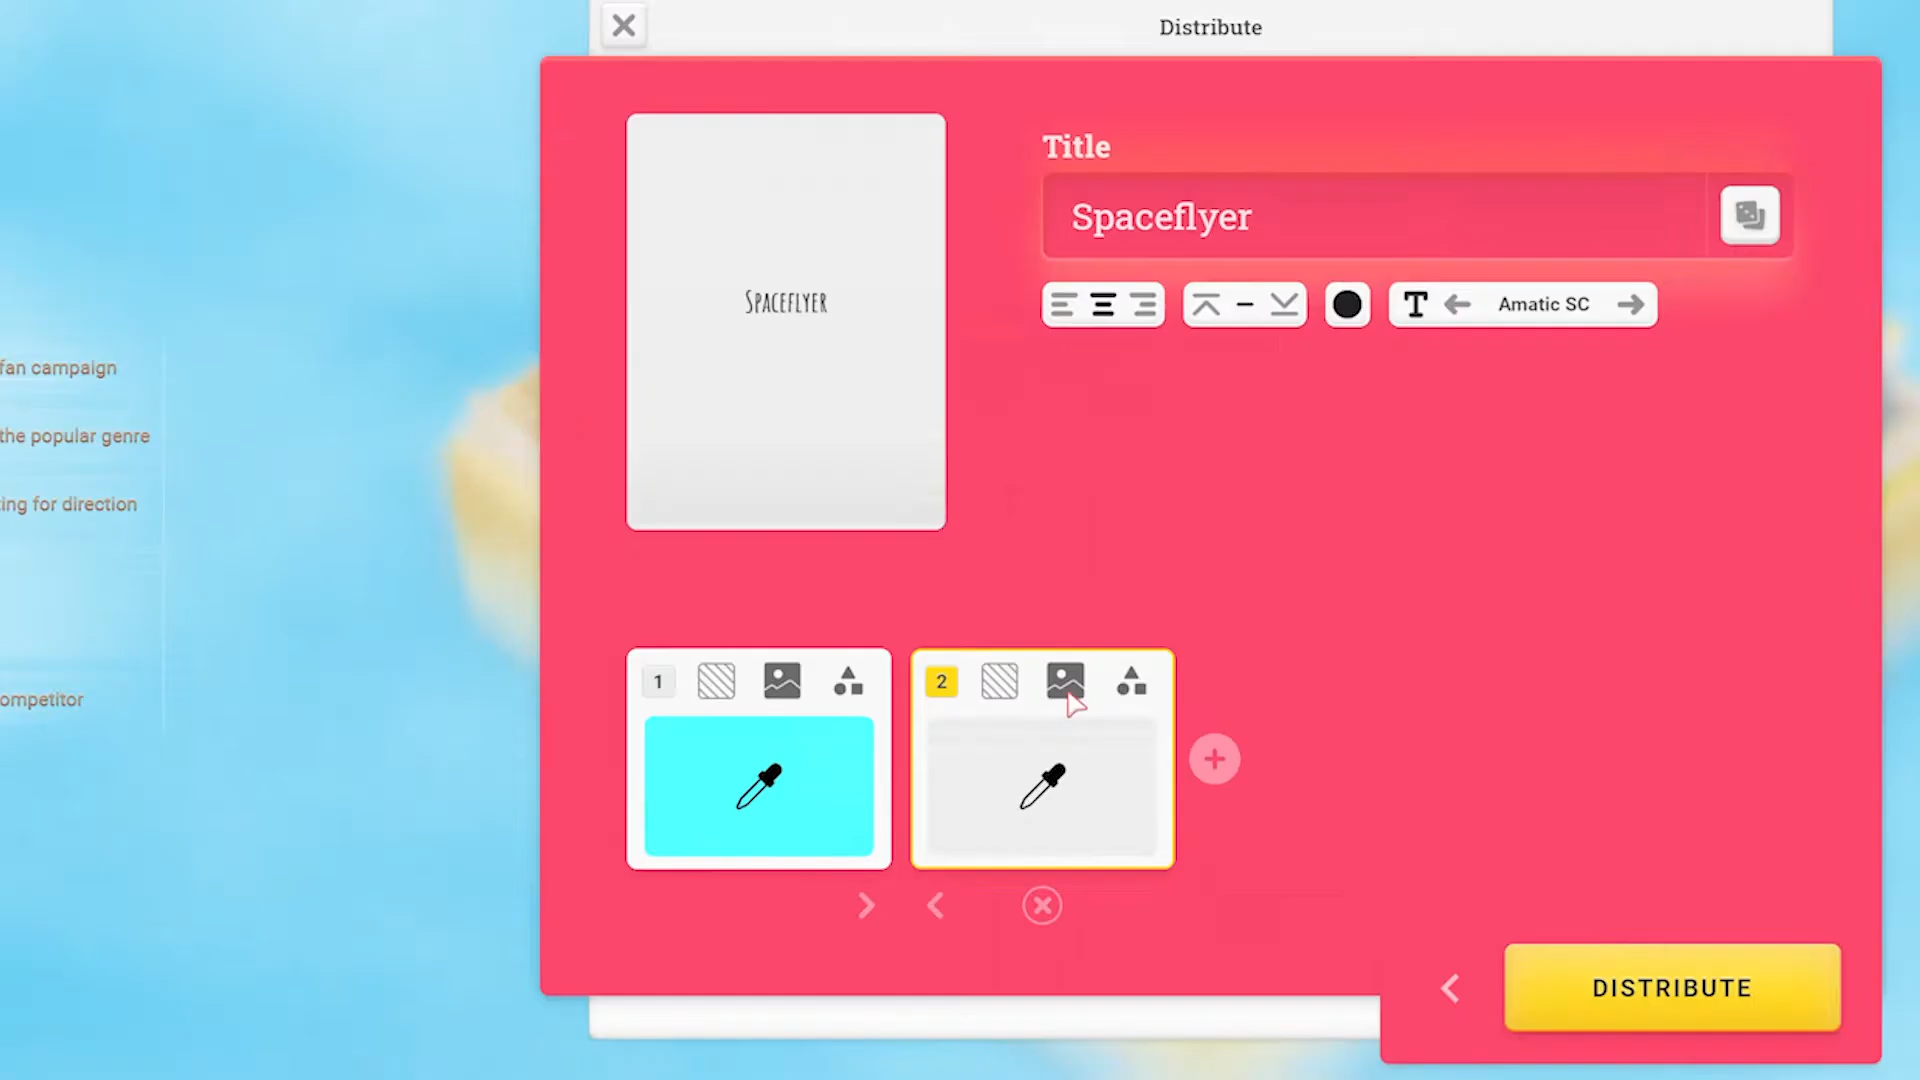 Distribute
Title
Spaceflyer
Amatic SC
SPACEFLYER
fan campaign
the popular genre
ing for direction
ompetitor
1
2
DISTRIBUTE